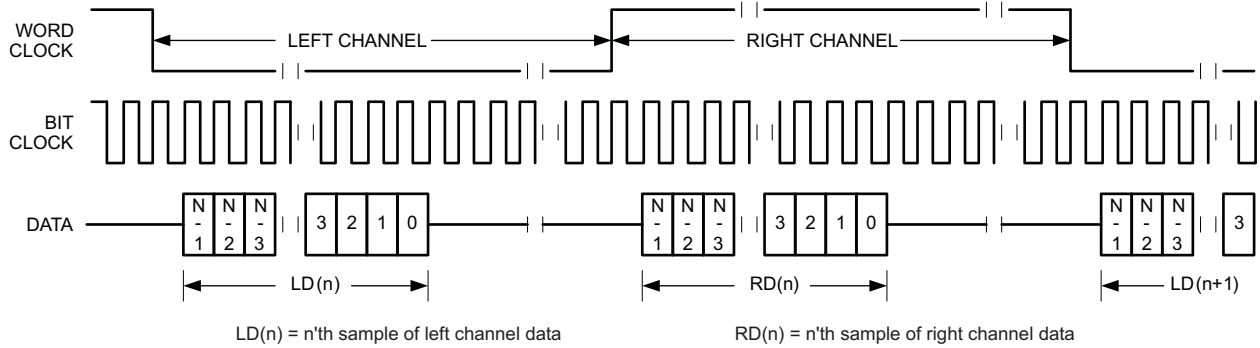 WORD
CLOCK
LEFT CHANNEL
RIGHT CHANNEL
BIT
CLOCK
DATA
N
-
1
N
-
2
N
-
3
3
2
1
0
N
-
1
N
-
2
N
-
3
3
2
1
0
N
-
1
N
-
2
N
-
3
3
LD(n)
RD(n)
LD(n+1)
LD(n) = n'th sample of left channel data
RD(n) = n'th sample of right channel data